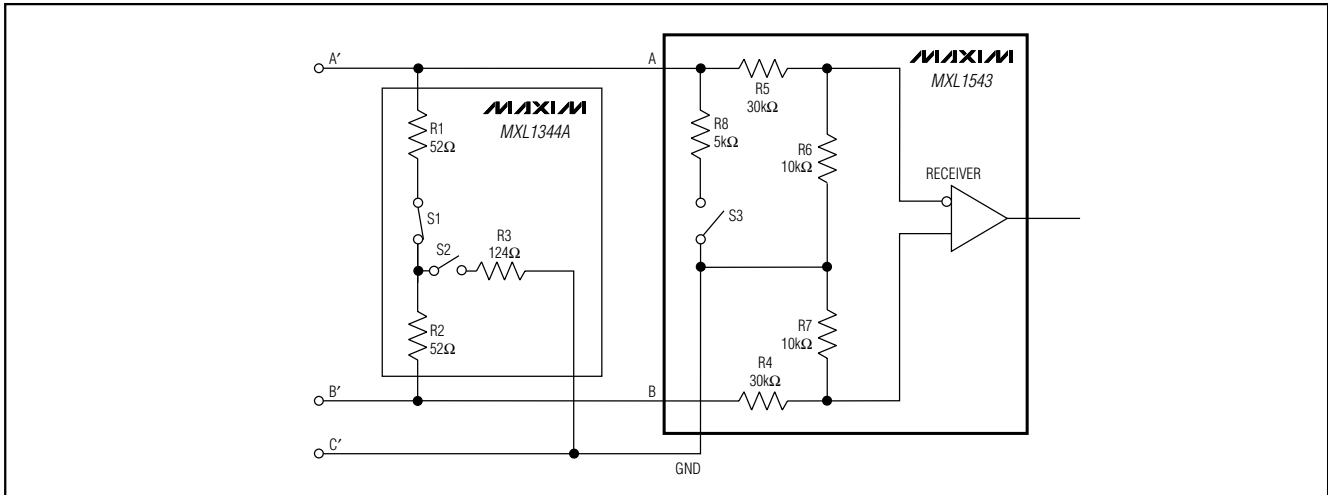 A′
A
MAXIM
MXL1543
R5
30kΩ
MAXIM
MXL1344A
R1
52Ω
R8
5kΩ
R6
10kΩ
RECEIVER
S1
S3
S2
R3
124Ω
R2
52Ω
R7
10kΩ
R4
30kΩ
B′
B
C′
GND